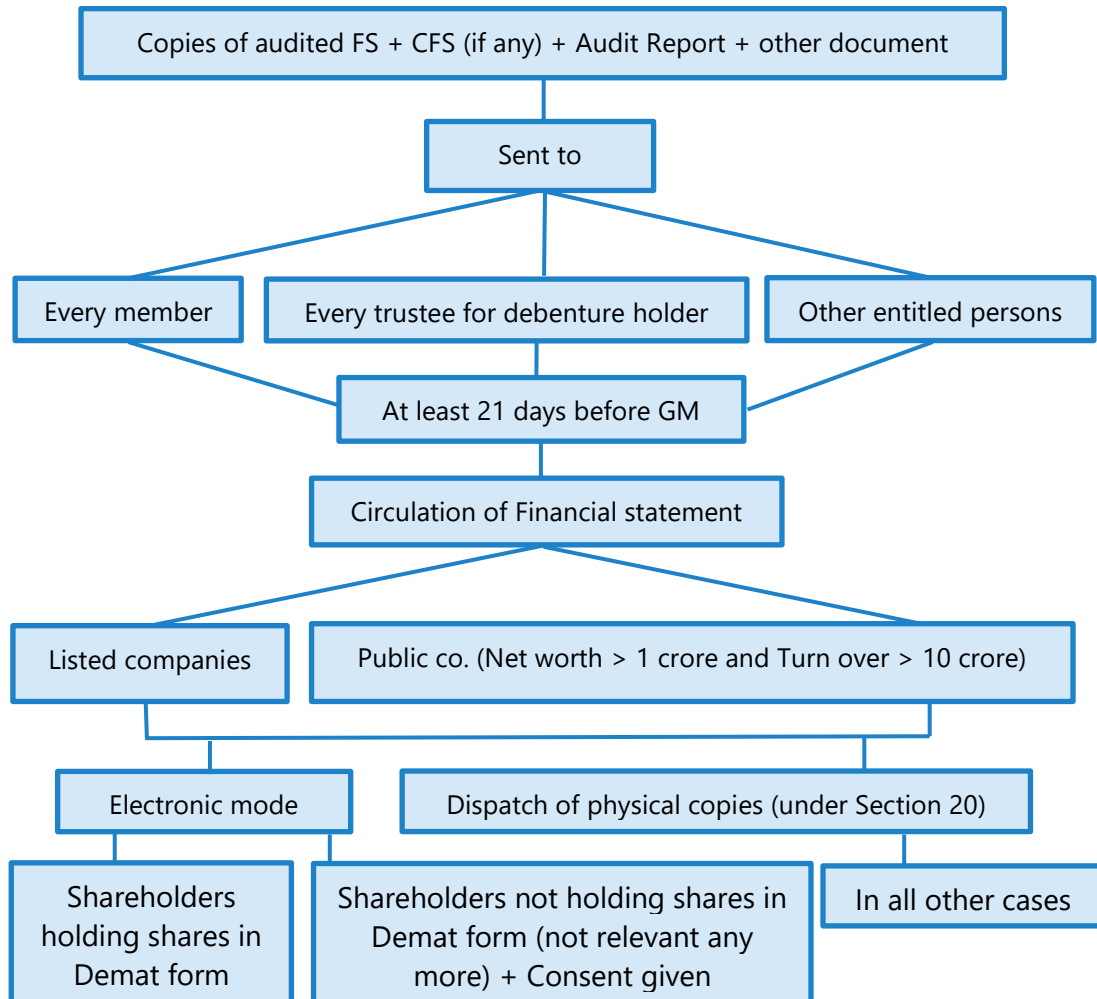 Copies of audited FS + CFS (if any) + Audit Report + other document
Sent to
Every member
Every trustee for debenture holder
Other entitled persons
At least 21 days before GM
Circulation of Financial statement
Listed companies
Public co. (Net worth > 1 crore and Turn over > 10 crore)
Electronic mode
Dispatch of physical copies (under Section 20)
Shareholders
holding shares in
Demat form
Shareholders not holding shares in
Demat form (not relevant any
more) + Consent given
In all other cases